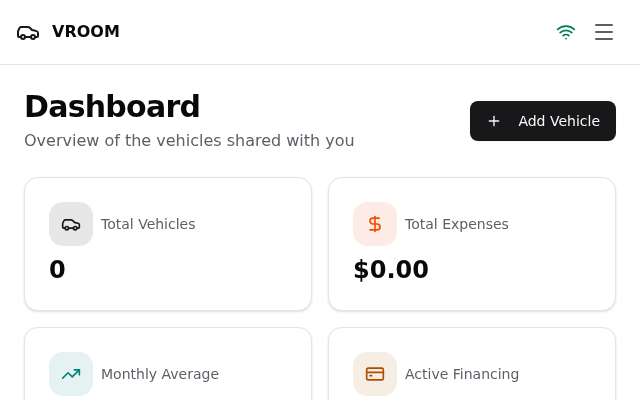 VROOM
Dashboard
Overview of the vehicles shared with you
Add Vehicle
Total Vehicles
0
Total Expenses
$0.00
Monthly Average
Active Financing